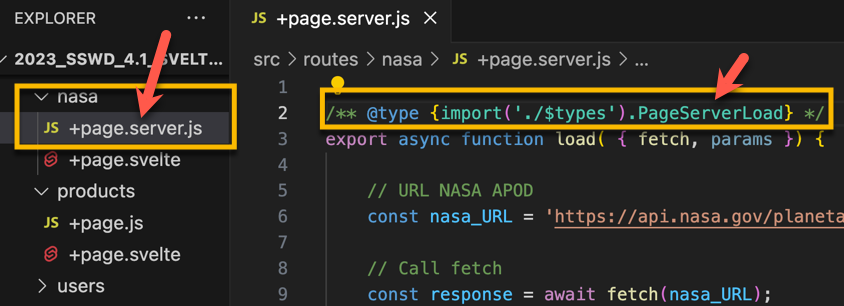 EXPLORER ...
2023_SSWD_4.1_SVELT...
nasa
JS +page.server.js
+page.svelte
products
JS +page.js
+page.svelte
users
JS +page.server.js ×
src > routes > nasa > JS +page.server.js > ...
1
2 /** @type {import('./$types').PageServerLoad} */
3 export async function load( { fetch, params }) {
4
5 // URL NASA APOD
6 const nasa_URL = 'https://api.nasa.gov/planeta
7
8 // Call fetch
9 const response = await fetch(nasa_URL);